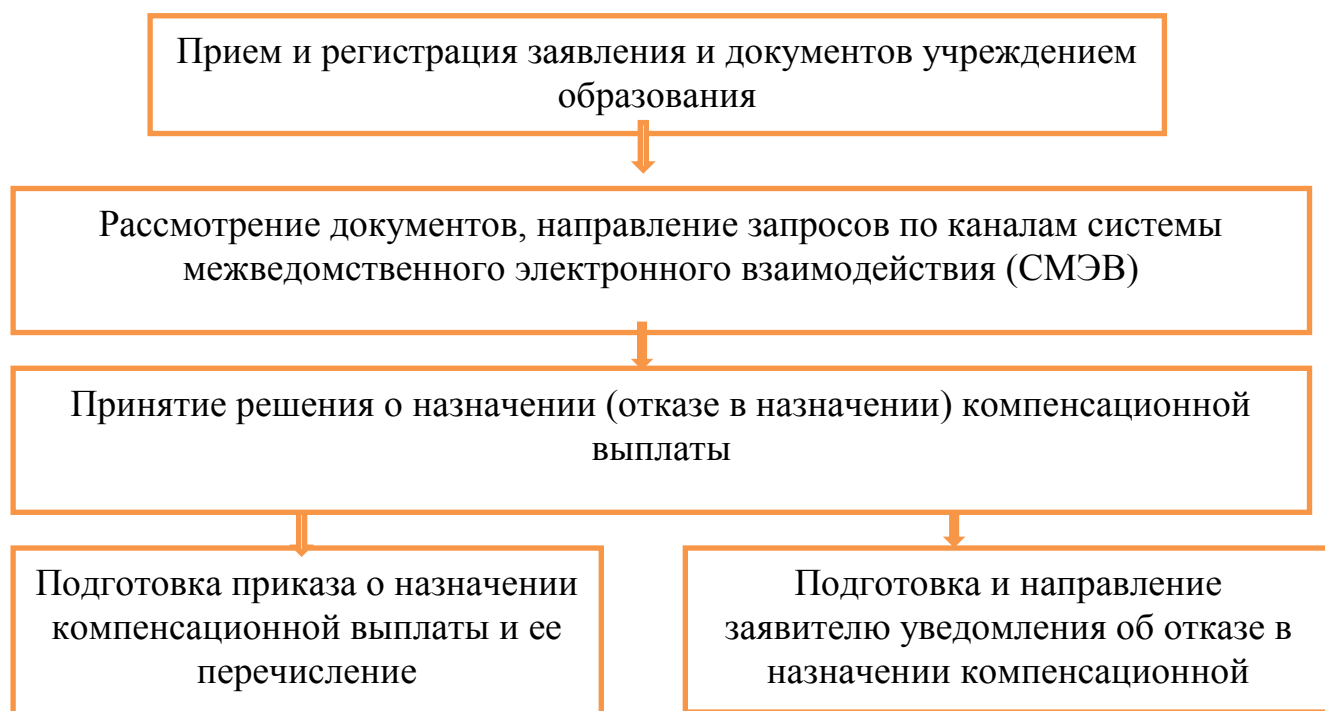 Прием и регистрация заявления и документов учреждением
образования
Рассмотрение документов, направление запросов по каналам системы
межведомственного электронного взаимодействия (СМЭВ)
Принятие решения о назначении (отказе в назначении) компенсационной
выплаты
Подготовка приказа о назначении
компенсационной выплаты и ее
перечисление
Подготовка и направление
заявителю уведомления об отказе в
назначении компенсационной